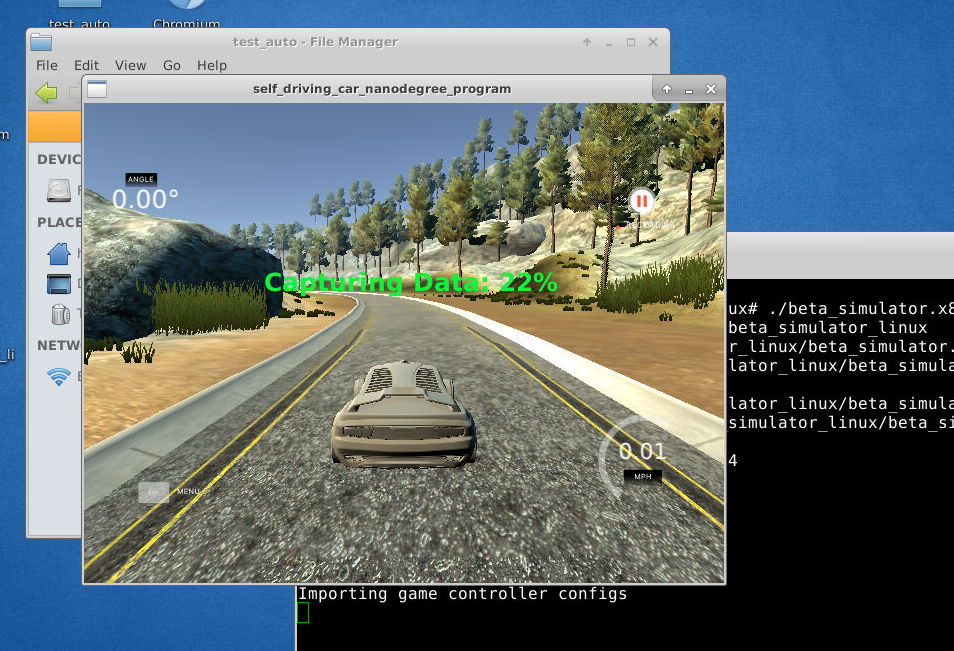 test_auto
Chromium
test_auto - File Manager
File Edit View Go Help
self_driving_car_nanodegree_program
m
DEVIC
PLACE
NETW
_li
ANGLE
0.00°
RECORDING
Capturing Data: 22%
0.01
MPH
MENU
ux# ./beta_simulator.x8
beta_simulator_linux
r_linux/beta_simulator.
lator_linux/beta_simula
lator_linux/beta_simula
simulator_linux/beta_si
4
Importing game controller configs